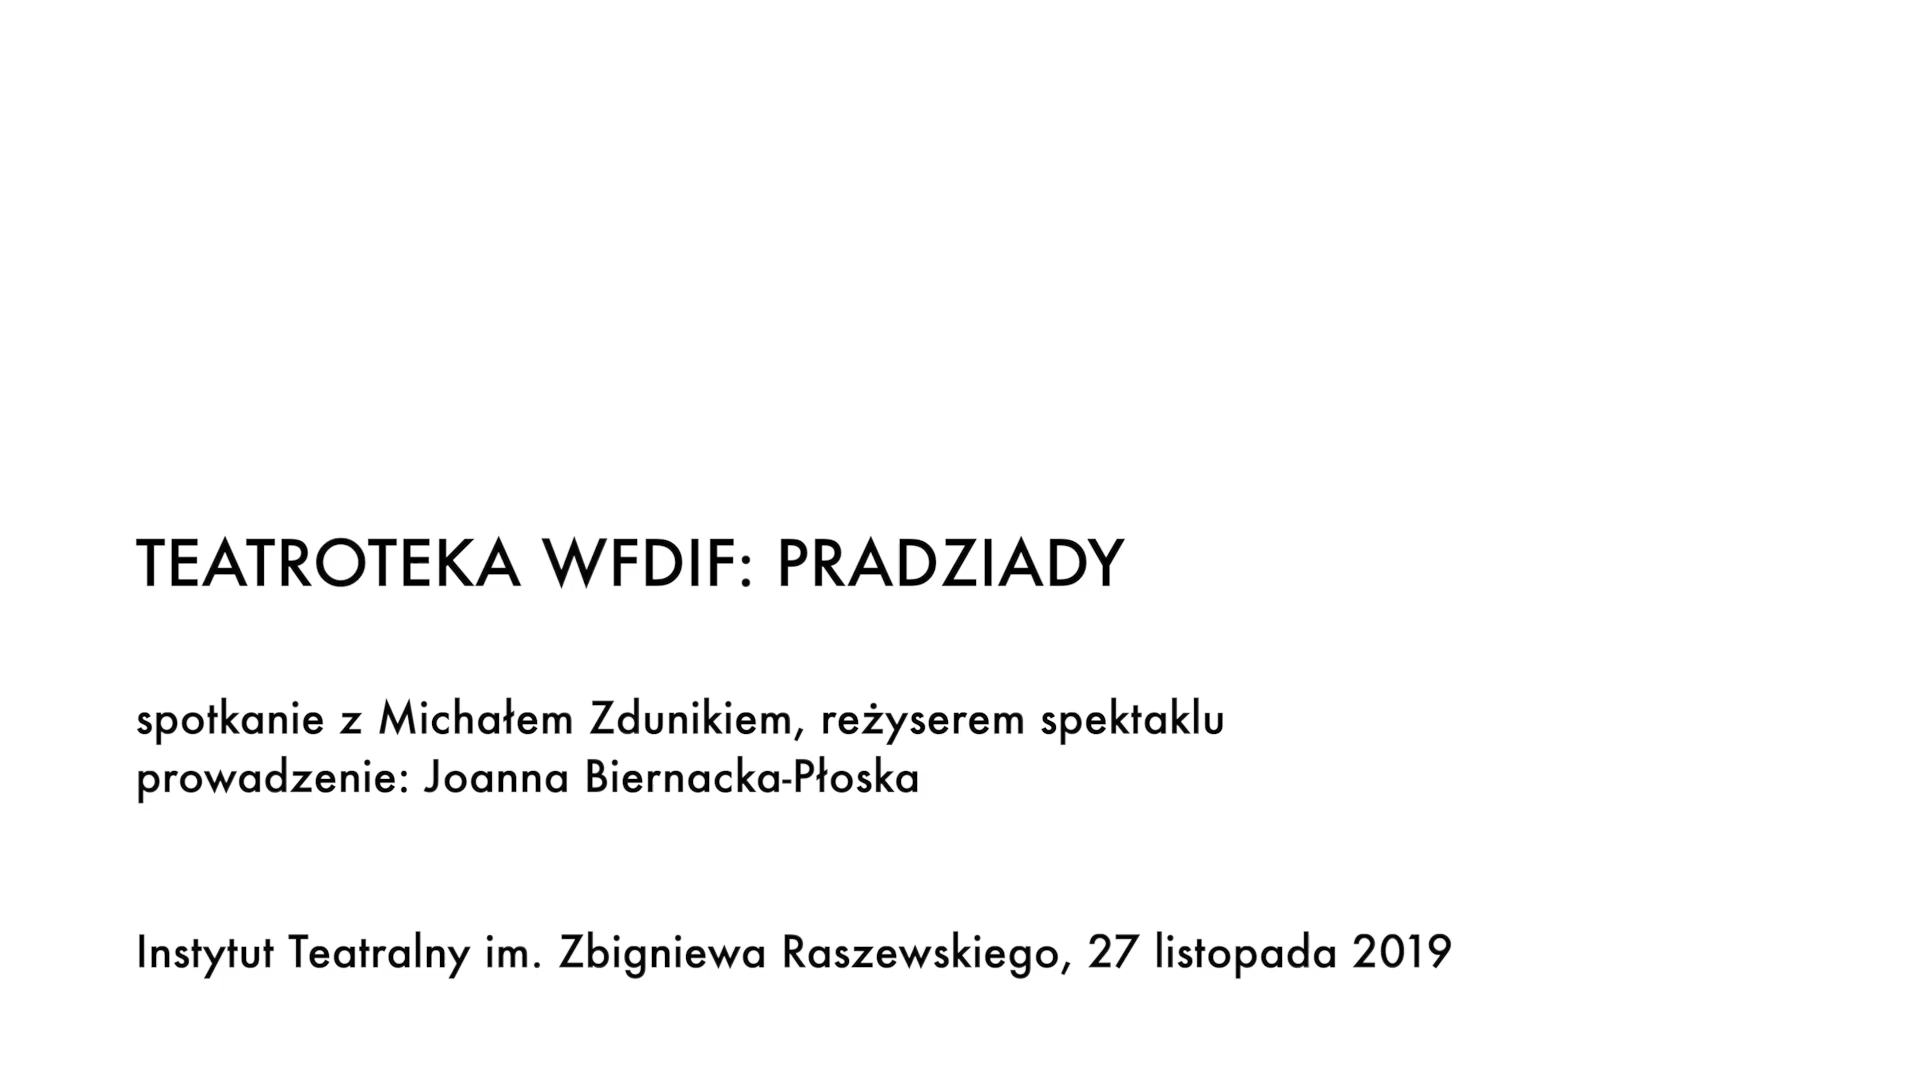 TEATROTEKA WFDIF: PRADZIADY
spotkanie z Michałem Zdunikiem, reżyserem spektaklu
prowadzenie: Joanna Biernacka-Płoska
Instytut Teatralny im. Zbigniewa Raszewskiego, 27 listopada 2019